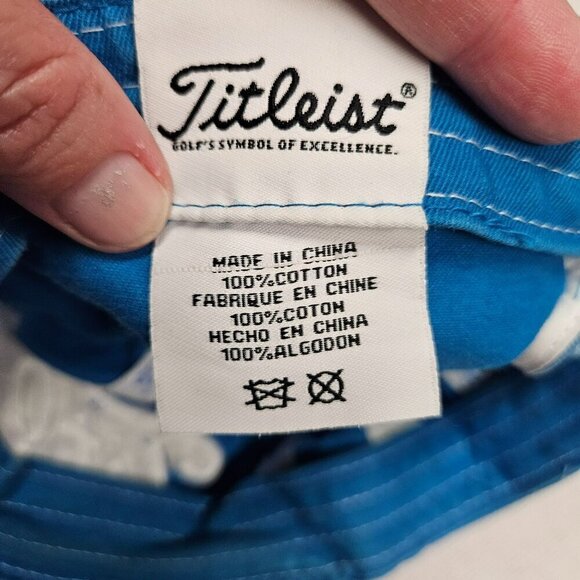 Titleist®
GOLF'S SYMBOL OF EXCELLENCE.
MADE IN CHINA
100%COTTON
FABRIQUE EN CHINE
100%COTON
HECHO EN CHINA
100%ALGODON